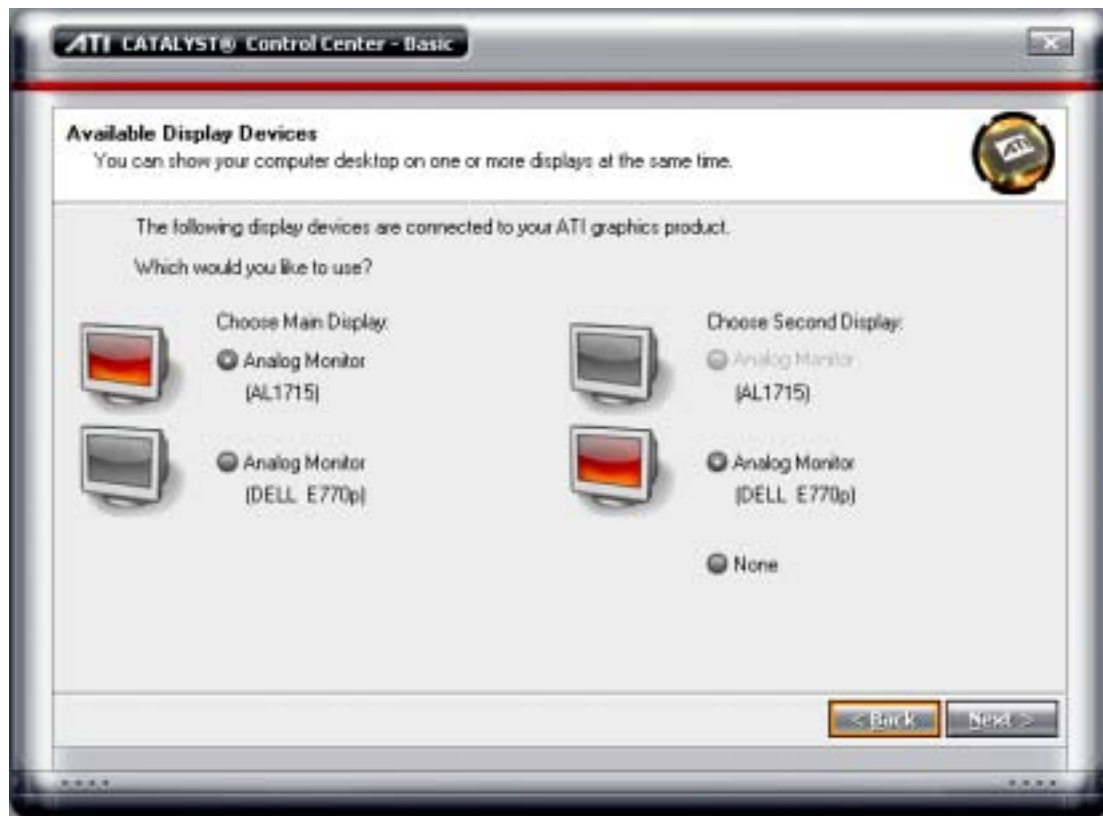 ATI CATALYST® Control Center - Basic
Available Display Devices
You can show your computer desktop on one or more displays at the same time.
ATI
The following display devices are connected to your ATI graphics product.
Which would you like to use?
Choose Main Display:
Analog Monitor
(AL1715)
Analog Monitor
(DELL E770p)
Choose Second Display:
Analog Monitor
(AL1715)
Analog Monitor
(DELL E770p)
None
< Back
Next >